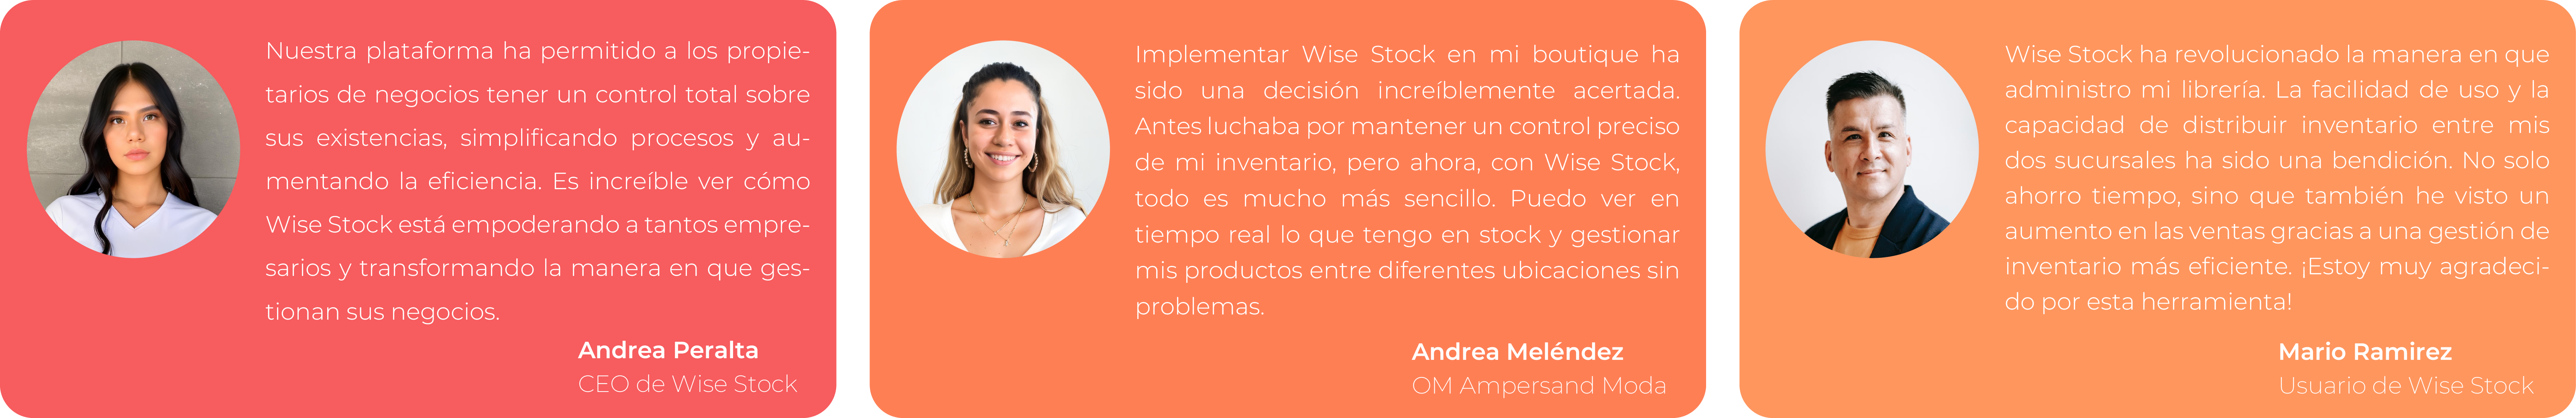 Nuestra plataforma ha permitido a los propie-
tarios de negocios tener un control total sobre
sus existencias, simplificando procesos y au-
mentando la eficiencia. Es increíble ver cómo
Wise Stock está empoderando a tantos empre-
sarios y transformando la manera en que ges-
tionan sus negocios.
Andrea Peralta
CEO de Wise Stock
Implementar Wise Stock en mi boutique ha
sido una decisión increíblemente acertada.
Antes luchaba por mantener un control preciso
de mi inventario, pero ahora, con Wise Stock,
todo es mucho más sencillo. Puedo ver en
tiempo real lo que tengo en stock y gestionar
mis productos entre diferentes ubicaciones sin
problemas.
Andrea Meléndez
OM Ampersand Moda
Wise Stock ha revolucionado la manera en que
administro mi librería. La facilidad de uso y la
capacidad de distribuir inventario entre mis
dos sucursales ha sido una bendición. No solo
ahorro tiempo, sino que también he visto un
aumento en las ventas gracias a una gestión de
inventario más eficiente. ¡Estoy muy agradeci-
do por esta herramienta!
Mario Ramirez
Usuario de Wise Stock